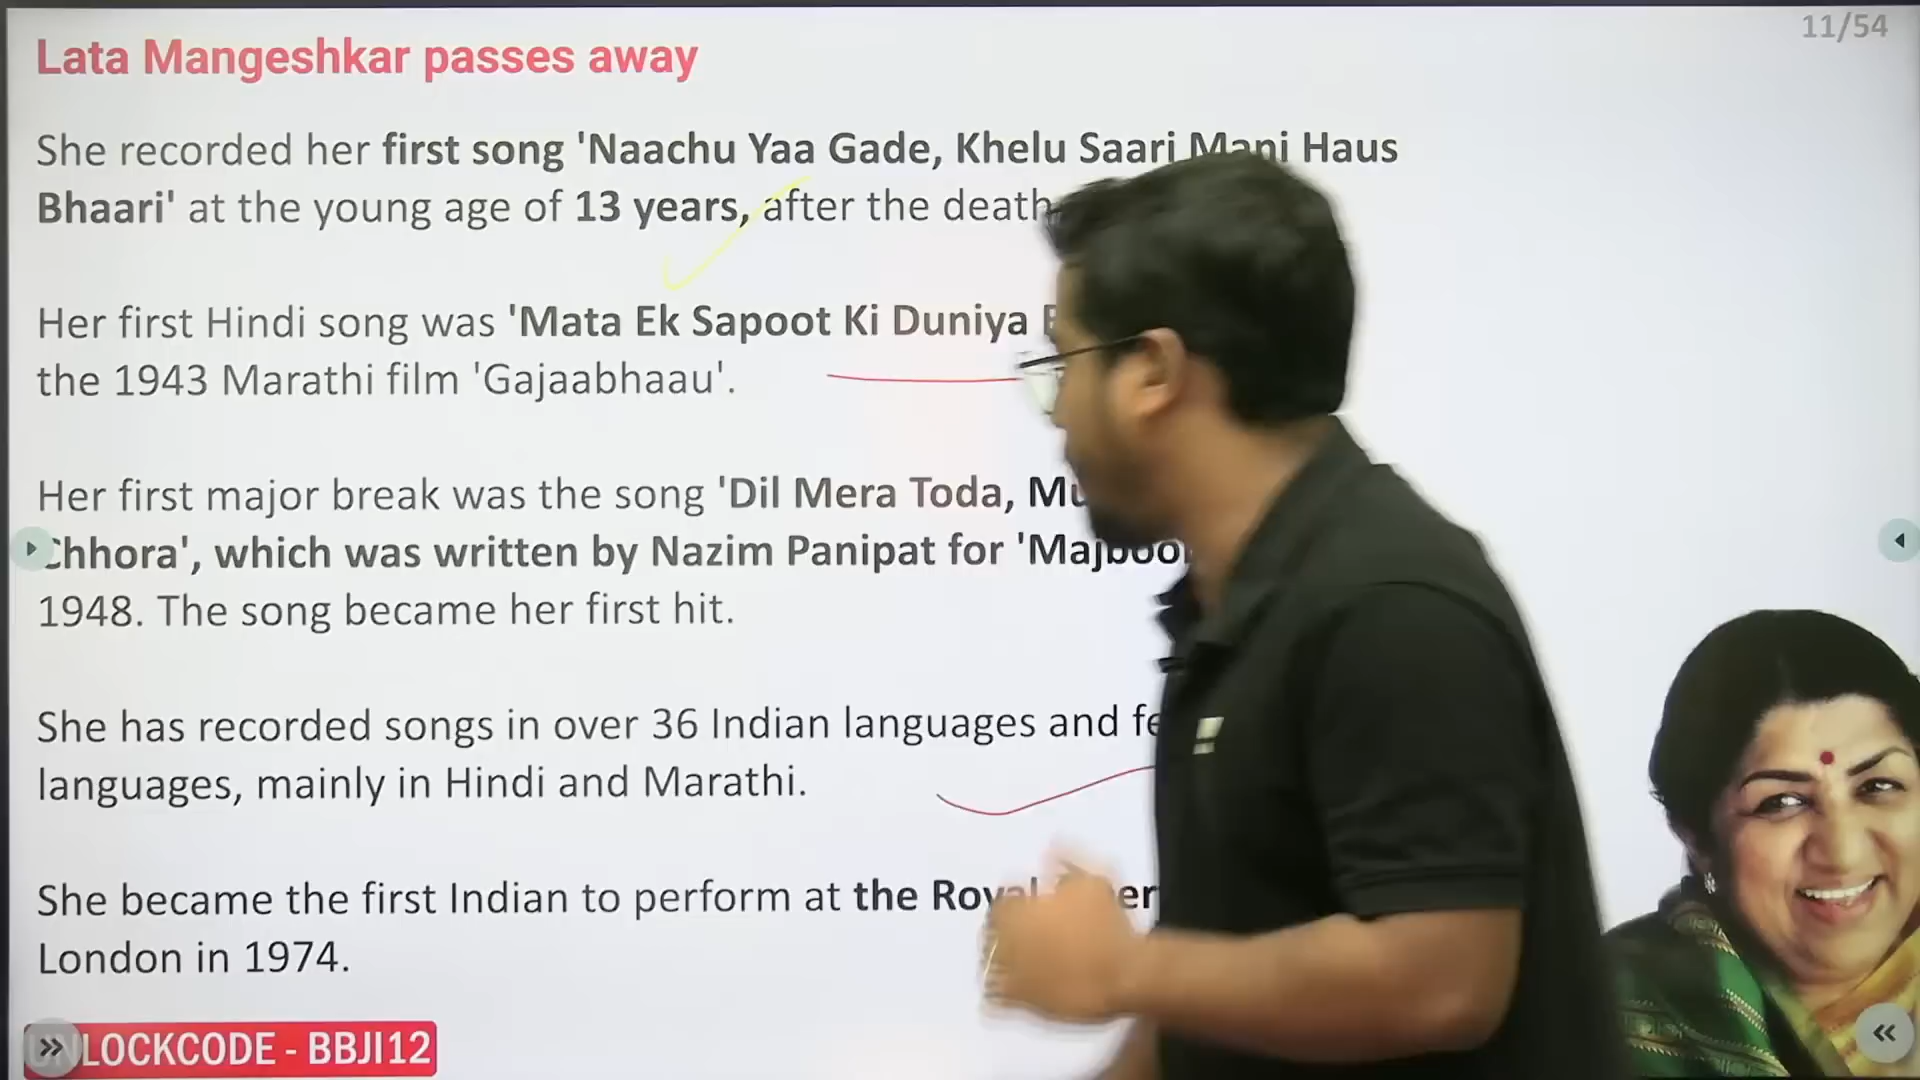 11/54
Lata Mangeshkar passes away
She recorded her first song 'Naachu Yaa Gade, Khelu Saari Mani Haus
Bhaari' at the young age of 13 years, after the death
Her first Hindi song was 'Mata Ek Sapoot Ki Duniya
the 1943 Marathi film 'Gajaabhaau'.
Her first major break was the song 'Dil Mera Toda,
Chhora', which was written by Nazim Panipat for 'Majboor
1948. The song became her first hit.
She has recorded songs in over 36 Indian languages and
languages, mainly in Hindi and Marathi.
She became the first Indian to perform at the Royal
London in 1974.
UNLOCKCODE - BBJI12